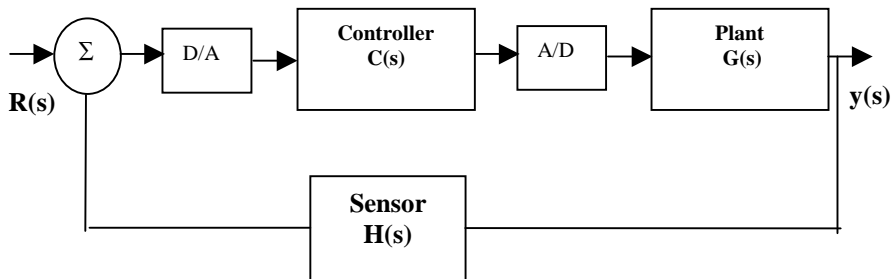 Σ
D/A
Controller
C(s)
A/D
Plant
G(s)
R(s)
y(s)
Sensor
H(s)